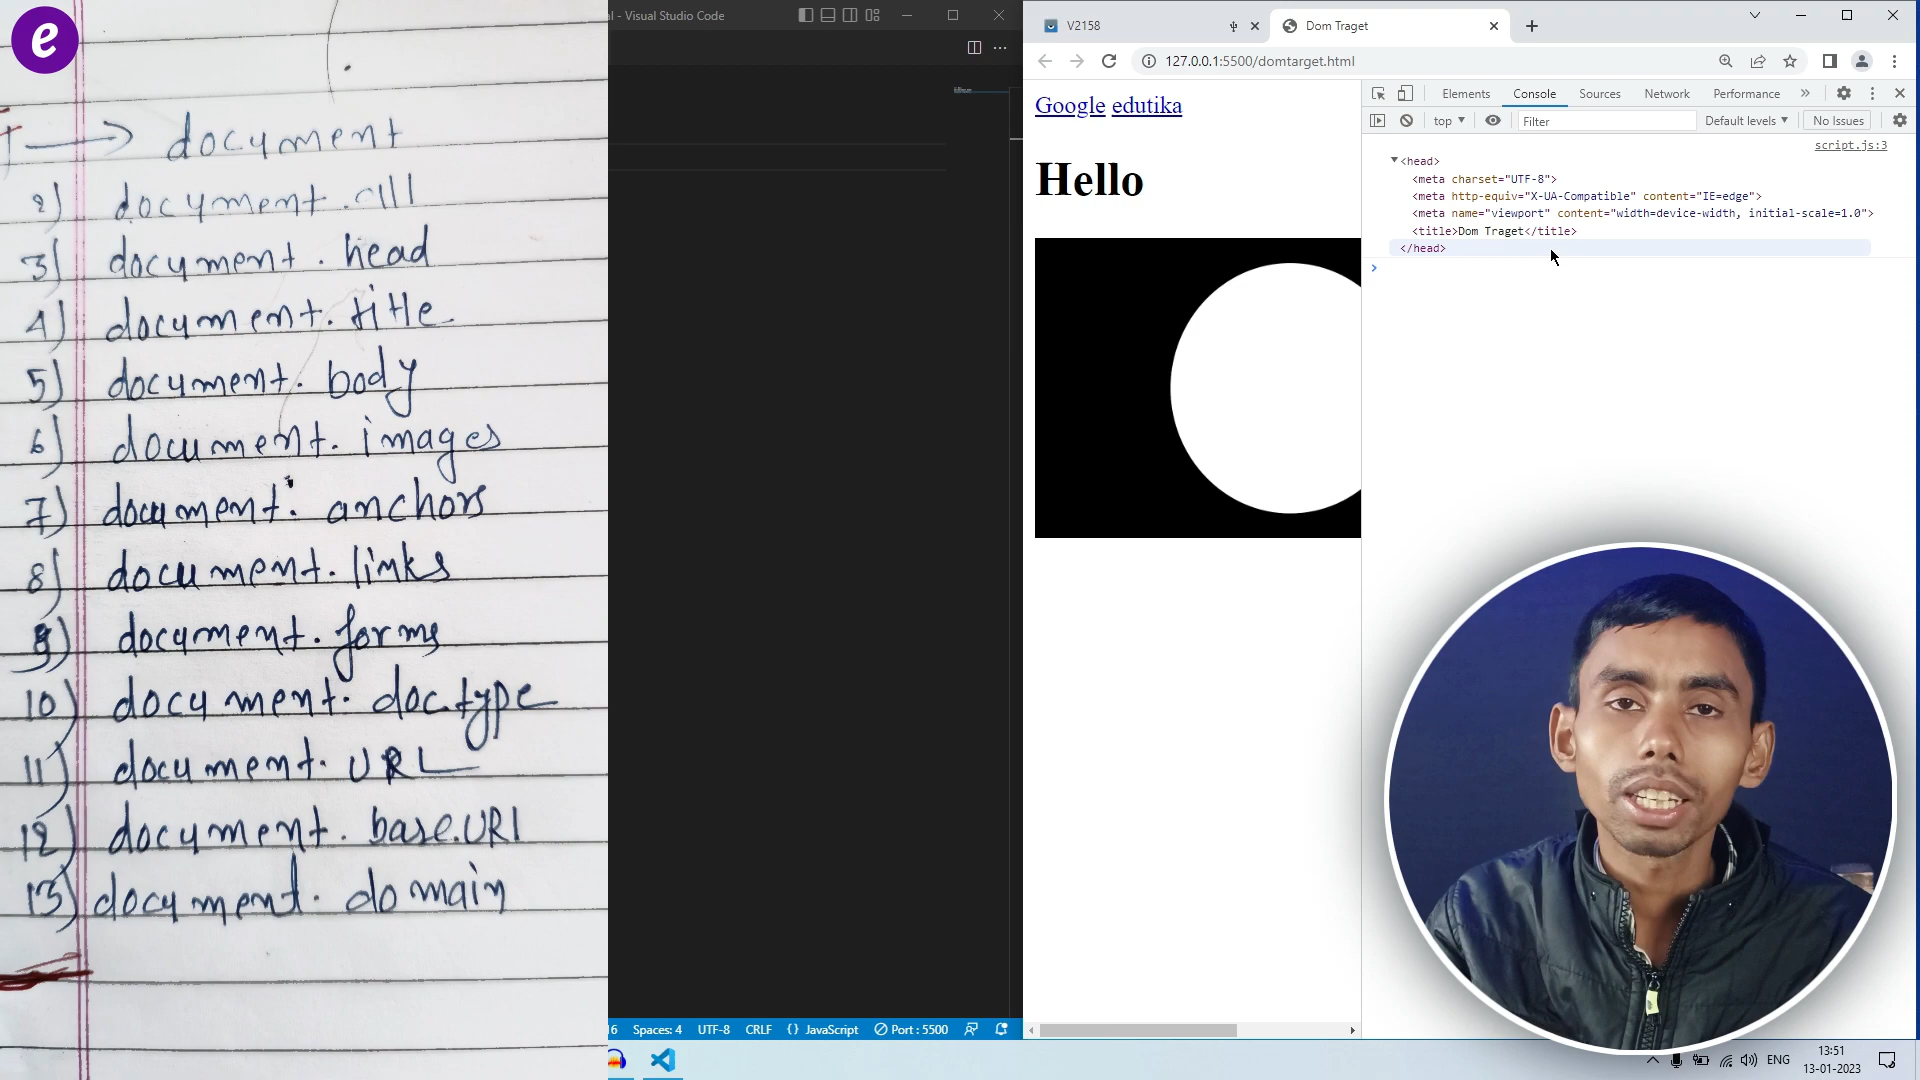 e
→ document
2) document.all
3) document.head
4) document.title
5) document.body
6) document.images
7) document.anchors
8) document.links
9) document.forms
10) document.doctype
11) document.URL
12) document.baseURI
13) document.domain
l - Visual Studio Code
16 Spaces: 4 UTF-8 CRLF {} JavaScript Port : 5500
V2158
Dom Traget
127.0.0.1:5500/domtarget.html
Google edutika
Hello
Elements Console Sources Network Performance »
top Filter Default levels No Issues
script.js:3
<head>
<meta charset="UTF-8">
<meta http-equiv="X-UA-Compatible" content="IE=edge">
<meta name="viewport" content="width=device-width, initial-scale=1.0">
<title>Dom Traget</title>
</head>
ENG
13:51
13-01-2023